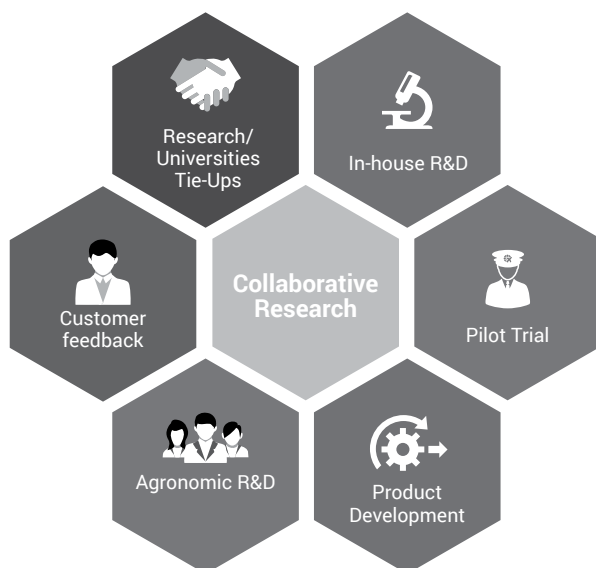 Research/
Universities
Tie-Ups
In-house R&D
Customer
feedback
Collaborative
Research
Pilot Trial
Agronomic R&D
Product
Development